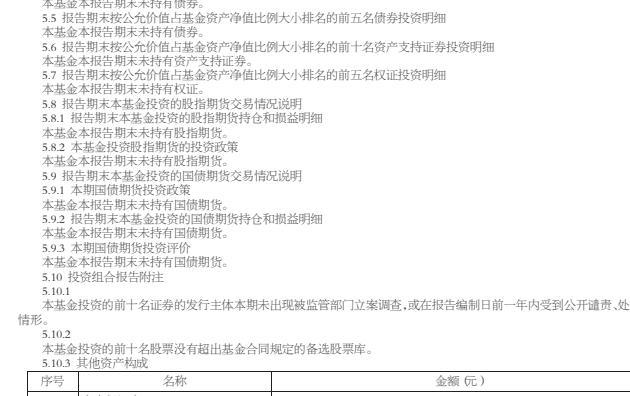 本基金本报告期末未持有债券。
5.5 报告期末按公允价值占基金资产净值比例大小排名的前五名债券投资明细
本基金本报告期末未持有债券。
5.6 报告期末按公允价值占基金资产净值比例大小排名的前十名资产支持证券投资明细
本基金本报告期末未持有资产支持证券。
5.7 报告期末按公允价值占基金资产净值比例大小排名的前五名权证投资明细
本基金本报告期末未持有权证。
5.8 报告期末本基金投资的股指期货交易情况说明
5.8.1 报告期末本基金投资的股指期货持仓和损益明细
本基金本报告期末未持有股指期货。
5.8.2 本基金投资股指期货的投资政策
本基金本报告期末未持有股指期货。
5.9 报告期末本基金投资的国债期货交易情况说明
5.9.1 本期国债期货投资政策
本基金本报告期末未持有国债期货。
5.9.2 报告期末本基金投资的国债期货持仓和损益明细
本基金本报告期末未持有国债期货。
5.9.3 本期国债期货投资评价
本基金本报告期末未持有国债期货。
5.10 投资组合报告附注
5.10.1
本基金投资的前十名证券的发行主体本期未出现被监管部门立案调查,或在报告编制日前一年内受到公开谴责、处
情形。
5.10.2
本基金投资的前十名股票没有超出基金合同规定的备选股票库。
5.10.3 其他资产构成
序号 名称 金额(元)